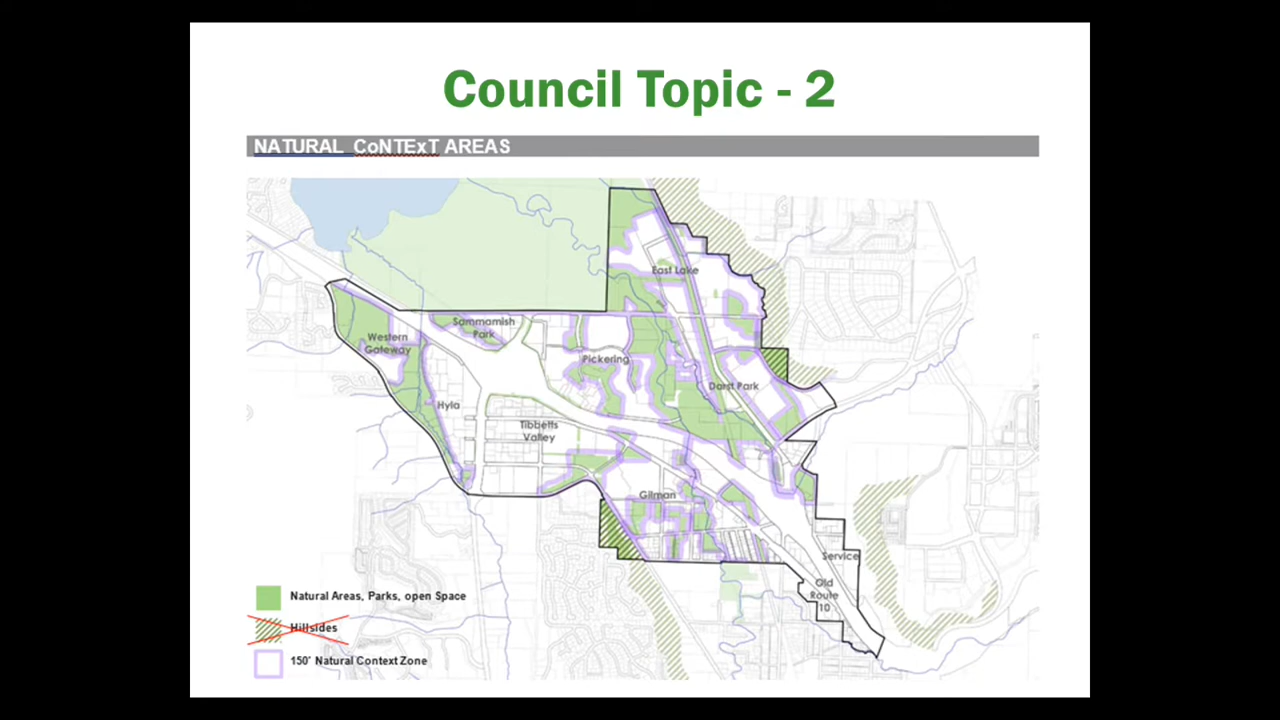 Council Topic - 2
NATURAL CoNTExT AREAS
East Lake
Sammamish
Park
Western
Gateway
Pickering
Darst Park
Hyla
Tibbetts
Valley
Gilman
Service
Old
Route
10
Natural Areas, Parks, open Space
Hillsides
150' Natural Context Zone